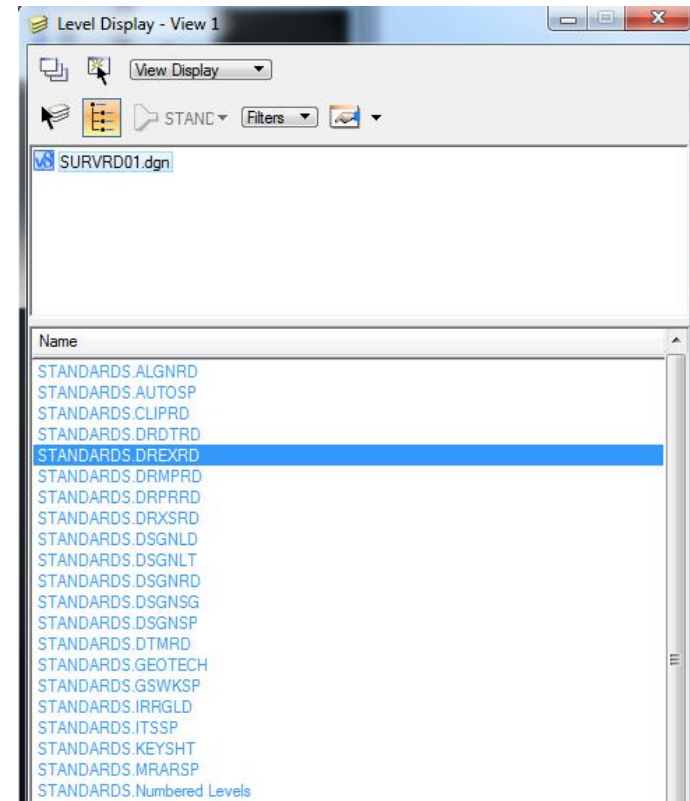 Level Display - View 1
View Display
STANC
Filters
v8 SURVRD01.dgn
Name
STANDARDS.ALGNRD
STANDARDS.AUTOSP
STANDARDS.CLIPRD
STANDARDS.DRDTRD
STANDARDS.DREXRD
STANDARDS.DRMPRD
STANDARDS.DRPRRD
STANDARDS.DRXSRD
STANDARDS.DSGNLD
STANDARDS.DSGNLT
STANDARDS.DSGNRD
STANDARDS.DSGNSG
STANDARDS.DSGNSP
STANDARDS.DTMRD
STANDARDS.GEOTECH
STANDARDS.GSWKSP
STANDARDS.IRRGLD
STANDARDS.ITSSP
STANDARDS.KEYSHT
STANDARDS.MRARSP
STANDARDS.Numbered Levels